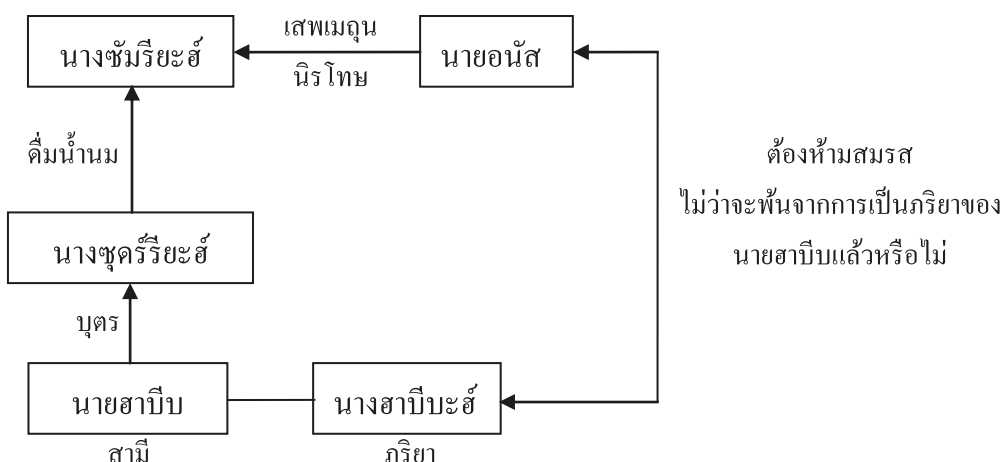 เสพเมถุน
นางซัมรียะฮ์
นายอนัส
นิรโทษ
ดื่มน้ำนม
ต้องห้ามสมรส
ไม่ว่าจะพ้นจากการเป็นภริยาของ
นายฮาบีบแล้วหรือไม่
นางซุดร์รียะฮ์
บุตร
นายฮาบีบ
นางฮาบีบะฮ์
สามี
ภริยา